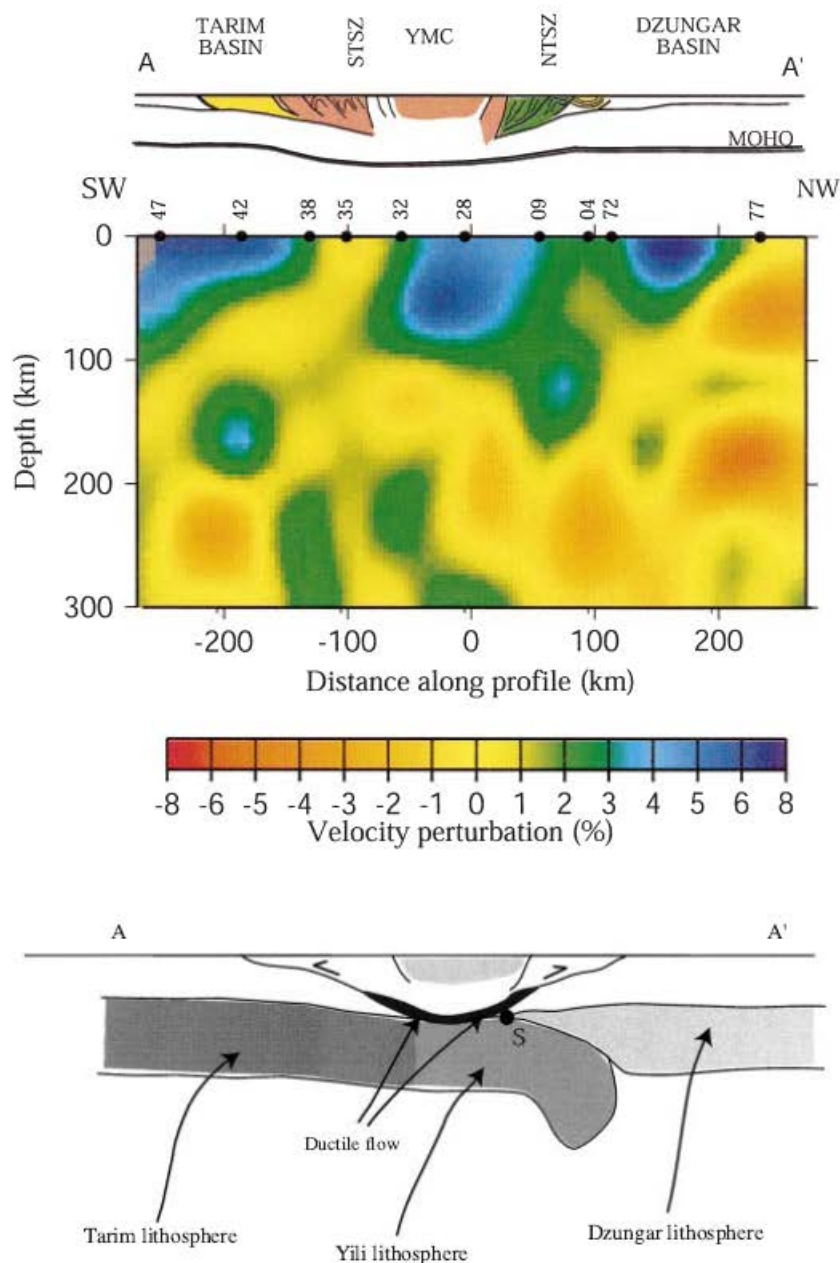 TARIM
BASIN
STSZ
YMC
NTSZ
DZUNGAR
BASIN
A
A'
MOHO
SW
NW
47
42
38
35
32
28
09
04
72
77
0
100
200
300
Depth (km)
-200
-100
0
100
200
Distance along profile (km)
-8
-6
-5
-4
-3
-2
-1
0
1
2
3
4
5
6
8
Velocity perturbation (%)
A
A'
S
Ductile flow
Tarim lithosphere
Yili lithosphere
Dzungar lithosphere